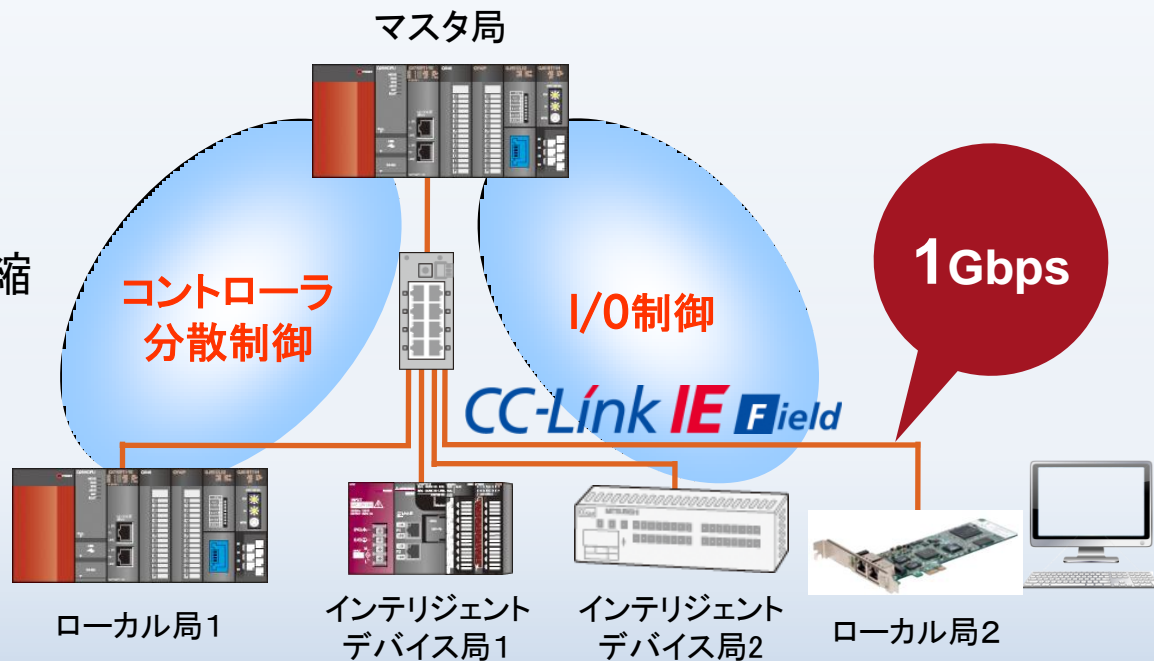 マスタ局
縮
コントローラ
分散制御
I/O制御
1Gbps
CC-Link IE Field
ローカル局1
インテリジェント
デバイス局1
インテリジェント
デバイス局2
ローカル局2